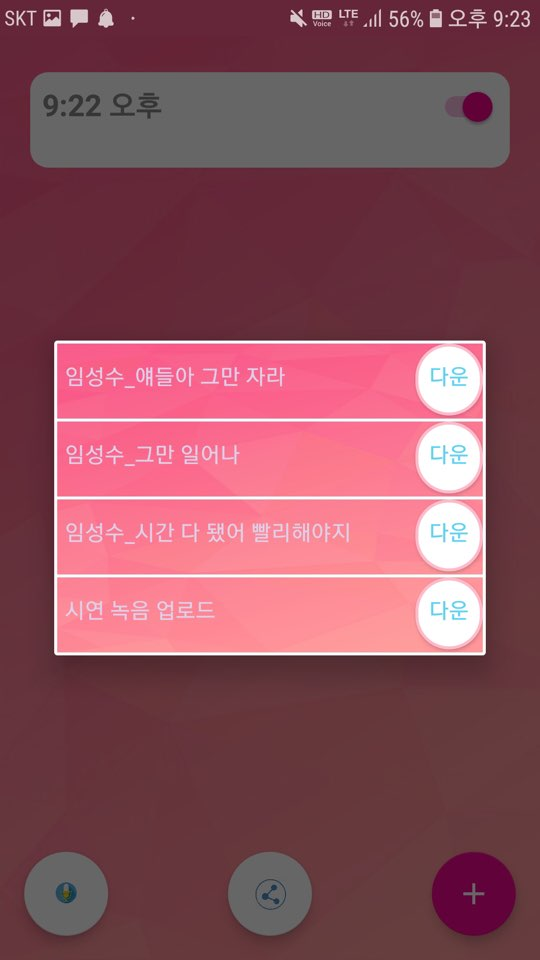 SKT HD Voice LTE 56% 오후 9:23
9:22 오후
임성수_얘들아 그만 자라 다운
임성수_그만 일어나 다운
임성수_시간 다 됐어 빨리해야지 다운
시연 녹음 업로드 다운